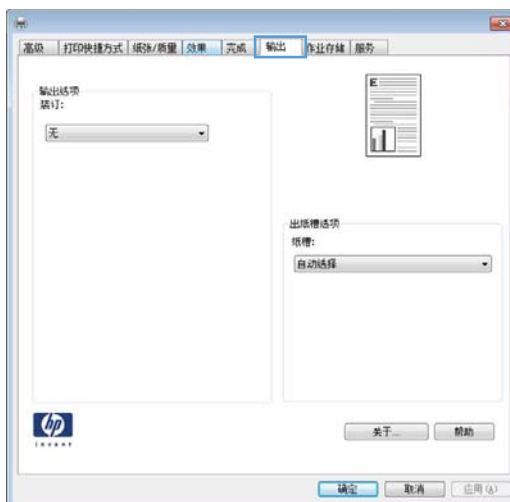 高级 打印快捷方式 纸张/质量 效果 完成 输出 作业存储 服务
输出选项
装订:
无
E
出纸槽选项
纸槽:
自动选择
hp
invent
关于... 帮助
确定 取消 应用(A)